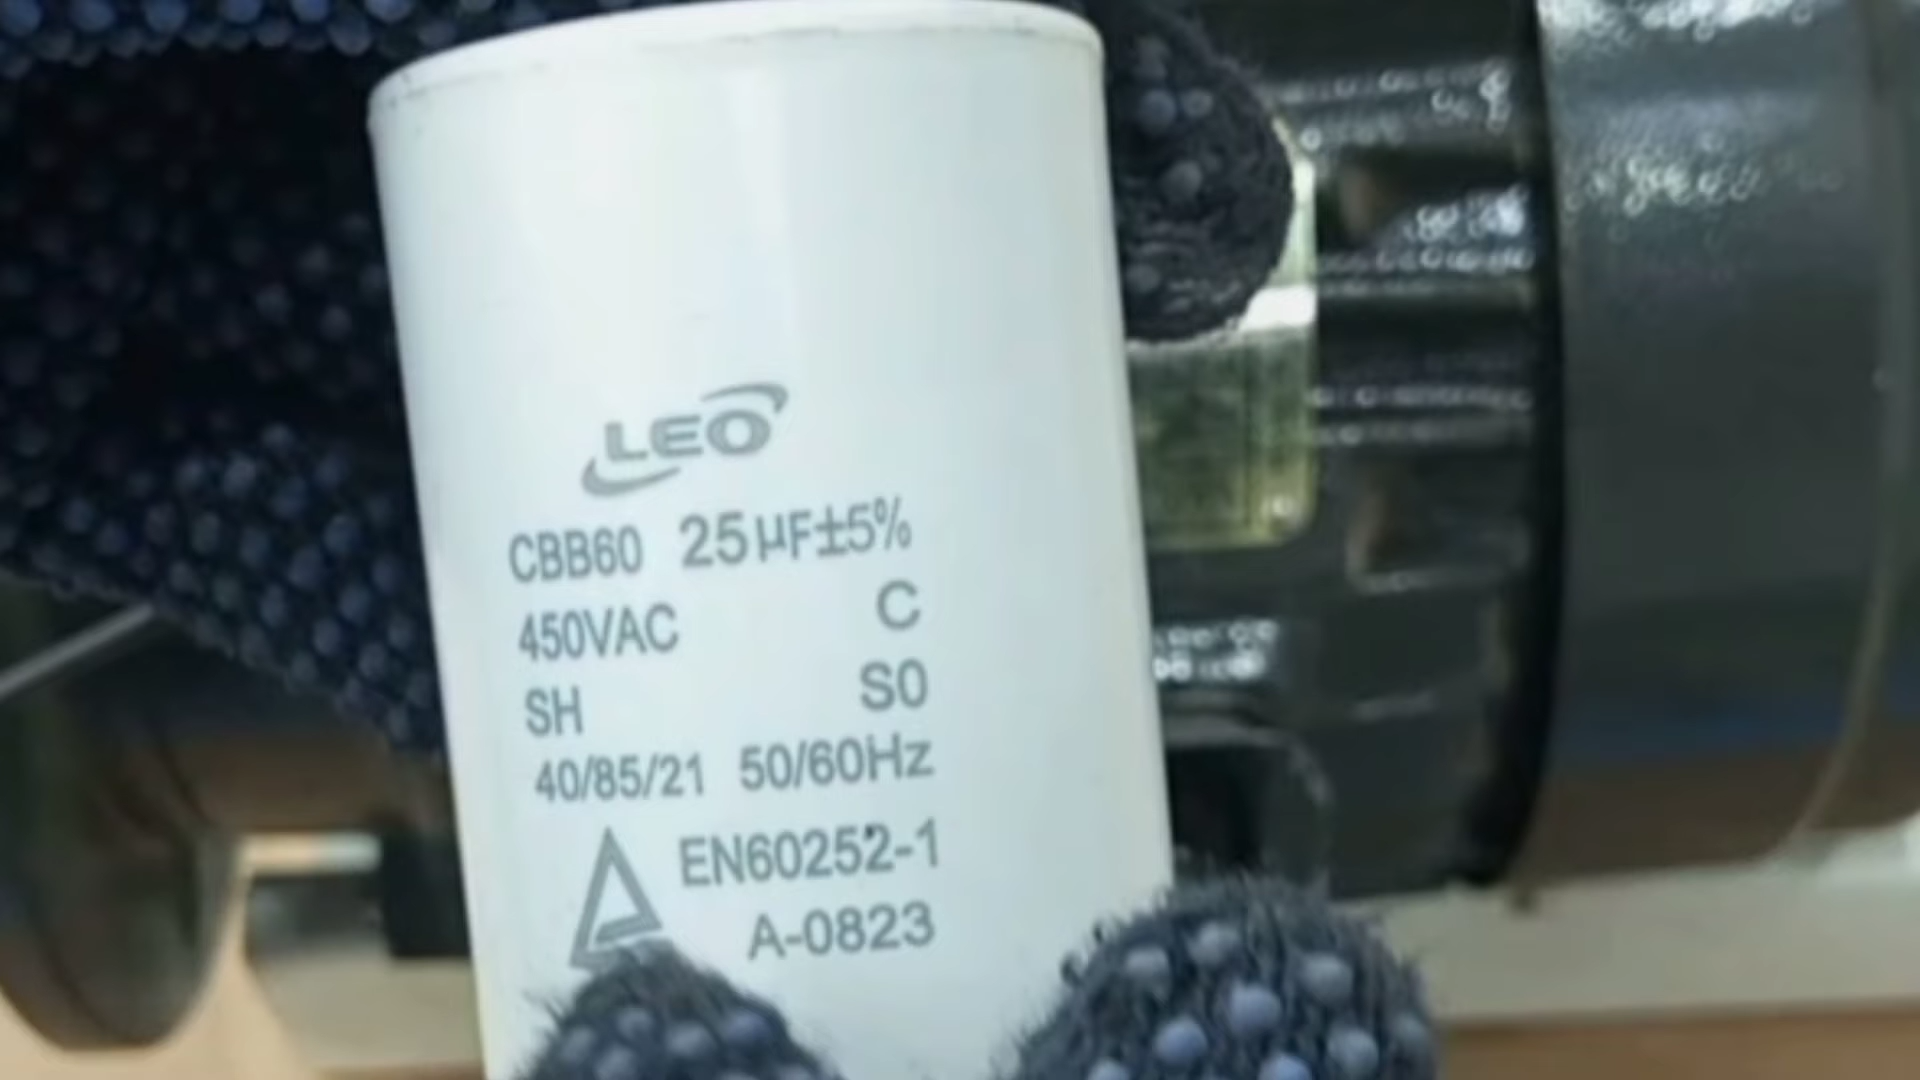 LEO
CBB60 25µF±5%
450VAC C
SH S0
40/85/21 50/60Hz
EN60252-1
A-0823